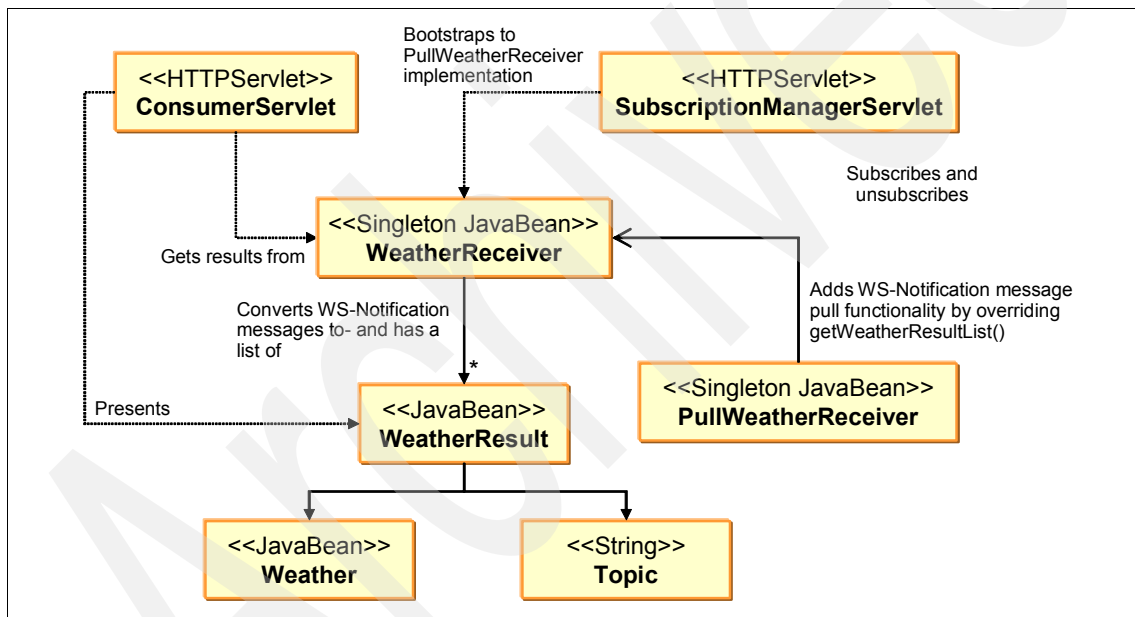 Bootstraps to
PullWeatherReceiver
implementation
<<HTTPServlet>>
ConsumerServlet
<<HTTPServlet>>
SubscriptionManagerServlet
Subscribes and
unsubscribes
<<Singleton JavaBean>>
WeatherReceiver
Gets results from
Adds WS-Notification message
pull functionality by overriding
getWeatherResultList()
Converts WS-Notification
messages to- and has a
list of
*
<<Singleton JavaBean>>
PullWeatherReceiver
Presents
<<JavaBean>>
WeatherResult
<<JavaBean>>
Weather
<<String>>
Topic
Archived